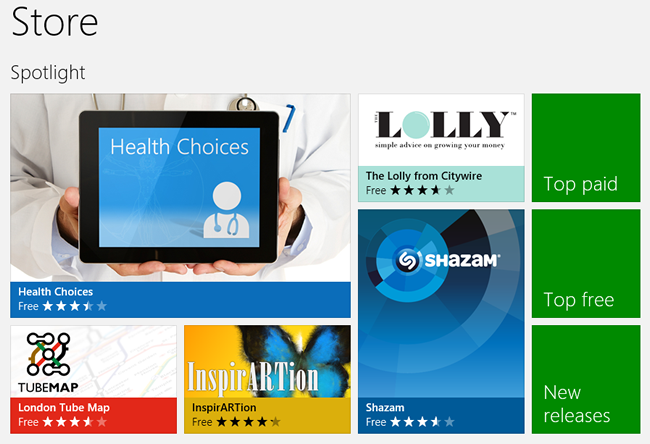 Store
Spotlight
Health Choices
Health Choices
Free
THE LOLLY™
simple advice on growing your money
The Lolly from Citywire
Free
Top paid
SHAZAM®
Shazam
Free
Top free
TUBEMAP
London Tube Map
Free
InspirARTion
InspirARTion
Free
New
releases